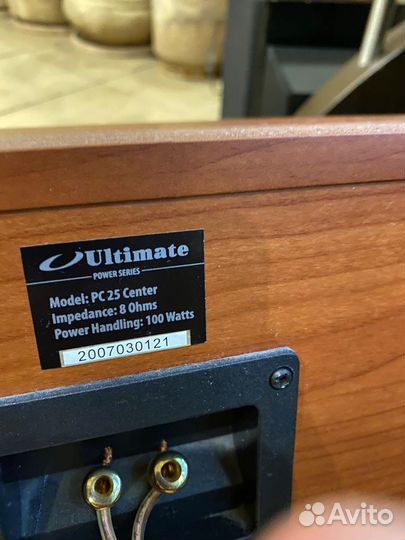 Ultimate
POWER SERIES
Model: PC 25 Center
Impedance: 8 Ohms
Power Handling: 100 Watts
2007030121
Avito